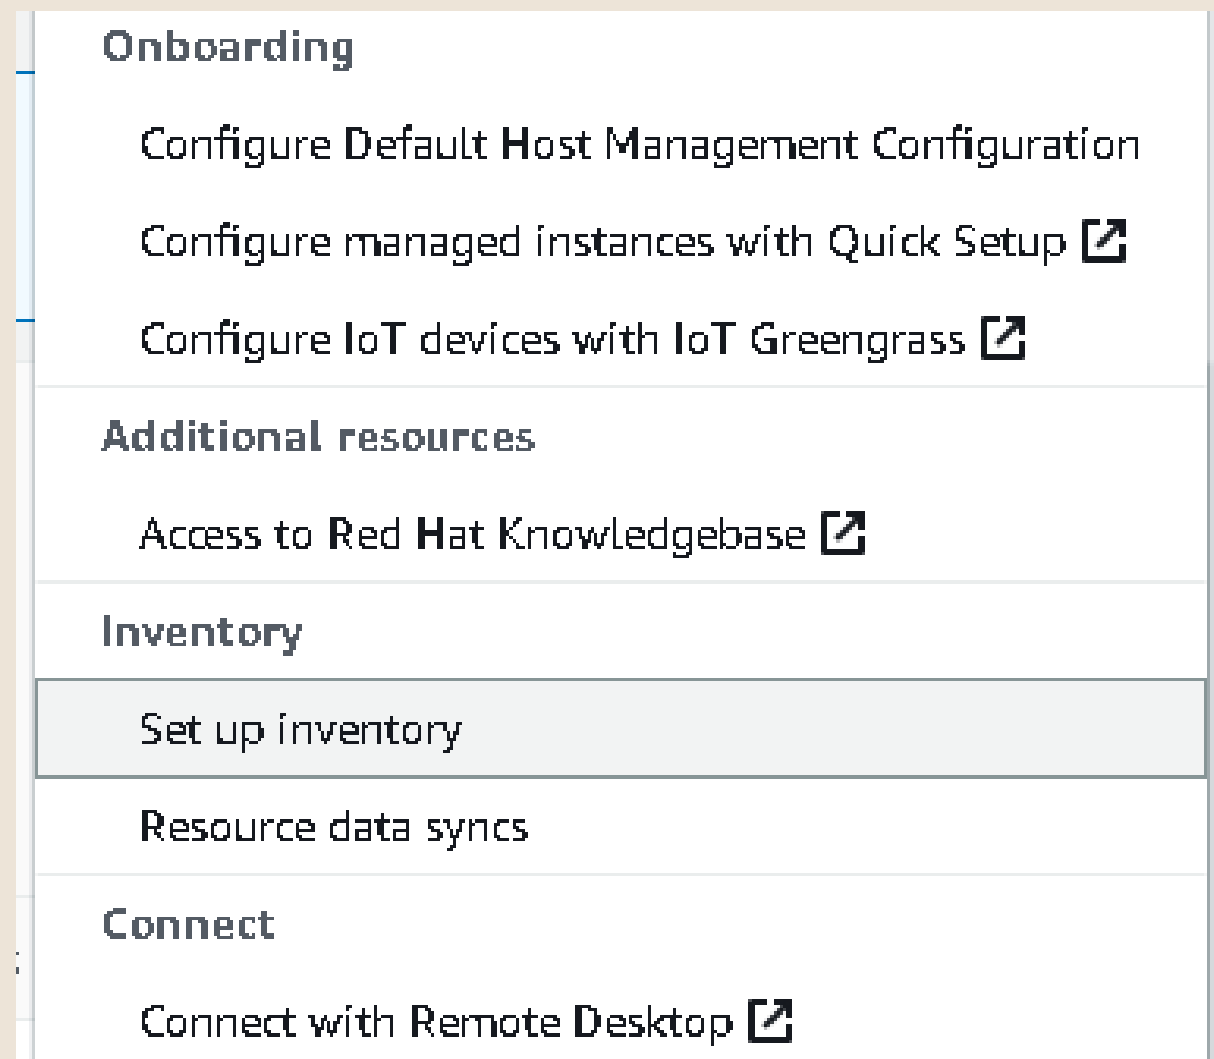 Onboarding
Configure Default Host Management Configuration
Configure managed instances with Quick Setup
Configure IoT devices with IoT Greengrass
Additional resources
Access to Red Hat Knowledgebase
Inventory
Set up inventory
Resource data syncs
Connect
Connect with Remote Desktop